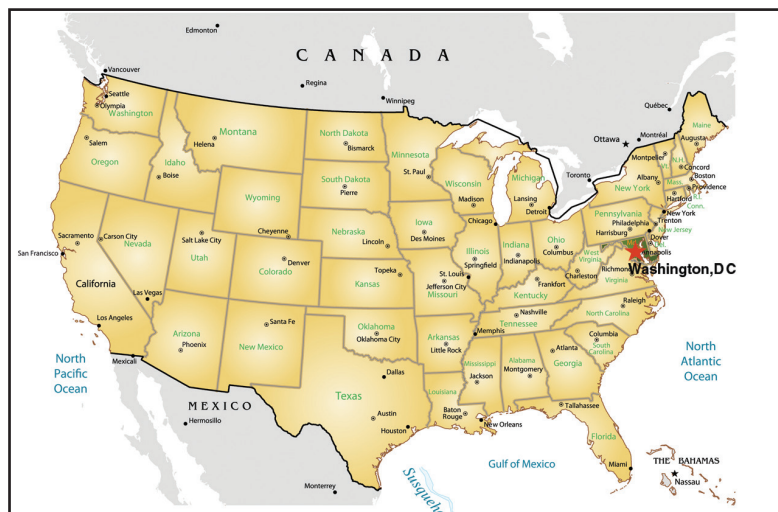 Edmonton
CANADA
Vancouver
Seattle
Olympia
Washington
Regina
Winnipeg
Québec
Ottawa
Montréal
Maine
Augusta
Montana
Helena
North Dakota
Bismarck
Minnesota
St. Paul
Salem
Oregon
Idaho
Boise
South Dakota
Pierre
Wisconsin
Madison
Michigan
Lansing
Detroit
Toronto
Montpelier
Vt.
N.H.
Concord
Albany
Boston
Mass.
Providence
R.I.
New York
Hartford
Conn.
New York
Wyoming
Cheyenne
Nebraska
Lincoln
Iowa
Des Moines
Chicago
Pennsylvania
Philadelphia
Harrisburg
Trenton
New Jersey
Dover
Del.
Sacramento
Carson City
Nevada
San Francisco
Salt Lake City
Utah
Denver
Colorado
Topeka
Kansas
Illinois
Springfield
Indiana
Indianapolis
Ohio
Columbus
West
Virginia
Charleston
nnapolis
Washington,DC
Richmond
Virginia
California
Las Vegas
St. Louis
Jefferson City
Missouri
Frankfort
Kentucky
Los Angeles
Arizona
Phoenix
Santa Fe
New Mexico
Oklahoma
Oklahoma City
Arkansas
Little Rock
Memphis
Nashville
Tennessee
Raleigh
North Carolina
Columbia
South
Carolina
Mexicali
North
Pacific
Ocean
Dallas
Texas
Mississippi
Jackson
Alabama
Montgomery
Atlanta
Georgia
North
Atlantic
Ocean
MEXICO
Hermosillo
Austin
Houston
Louisiana
Baton
Rouge
New Orleans
Tallahassee
Florida
Miami
Gulf of Mexico
THE BAHAMAS
Nassau
Monterrey
Susqueh